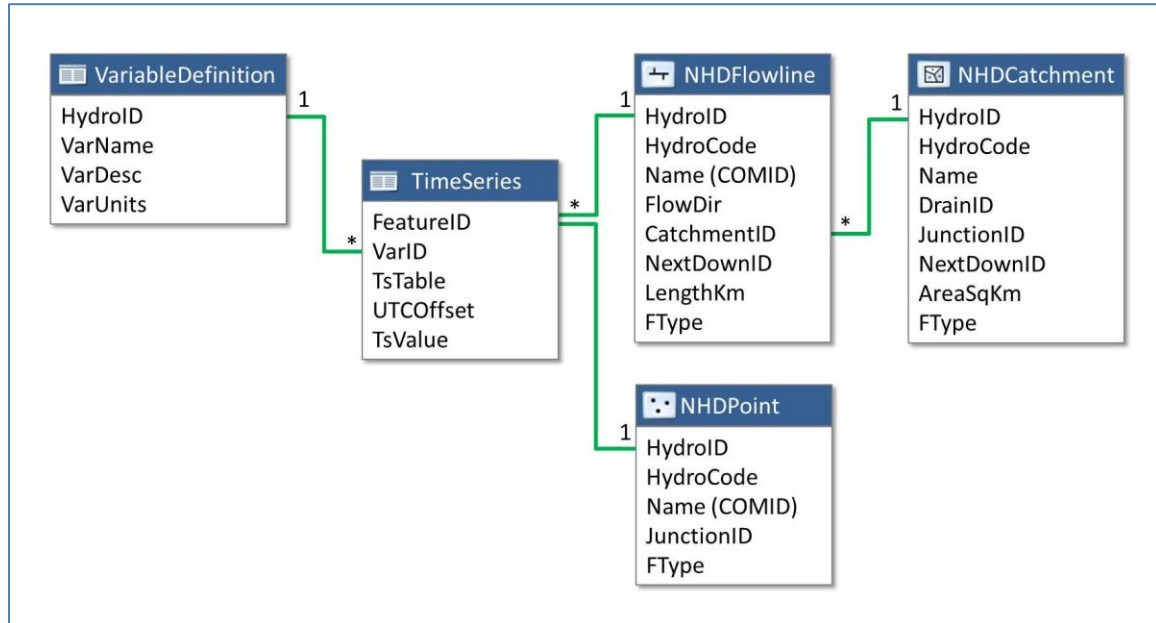 VariableDefinition
HydroID
VarName
VarDesc
VarUnits
1
*
TimeSeries
FeatureID
VarID
TsTable
UTCOffset
TsValue
*
1
NHDFlowline
HydroID
HydroCode
Name (COMID)
FlowDir
CatchmentID
NextDownID
LengthKm
FType
*
1
NHDCatchment
HydroID
HydroCode
Name
DrainID
JunctionID
NextDownID
AreaSqKm
FType
1
NHDPoint
HydroID
HydroCode
Name (COMID)
JunctionID
FType